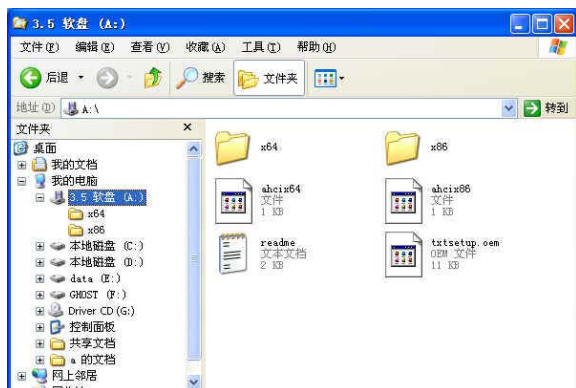 3.5 软盘 (A:)
文件(F) 编辑(E) 查看(V) 收藏(A) 工具(T) 帮助(H)
后退 搜索 文件夹
地址(D) A:\ 转到
文件夹
桌面
我的文档
我的电脑
3.5 软盘 (A:)
x64
x86
本地磁盘 (C:)
本地磁盘 (D:)
data (E:)
GHOST (F:)
Driver CD (G:)
控制面板
共享文档
a 的文档
网上邻居
x64
x86
ahcix64
文件
1 KB
ahcix86
文件
1 KB
readme
文本文档
2 KB
txtsetup.oem
OEM 文件
11 KB